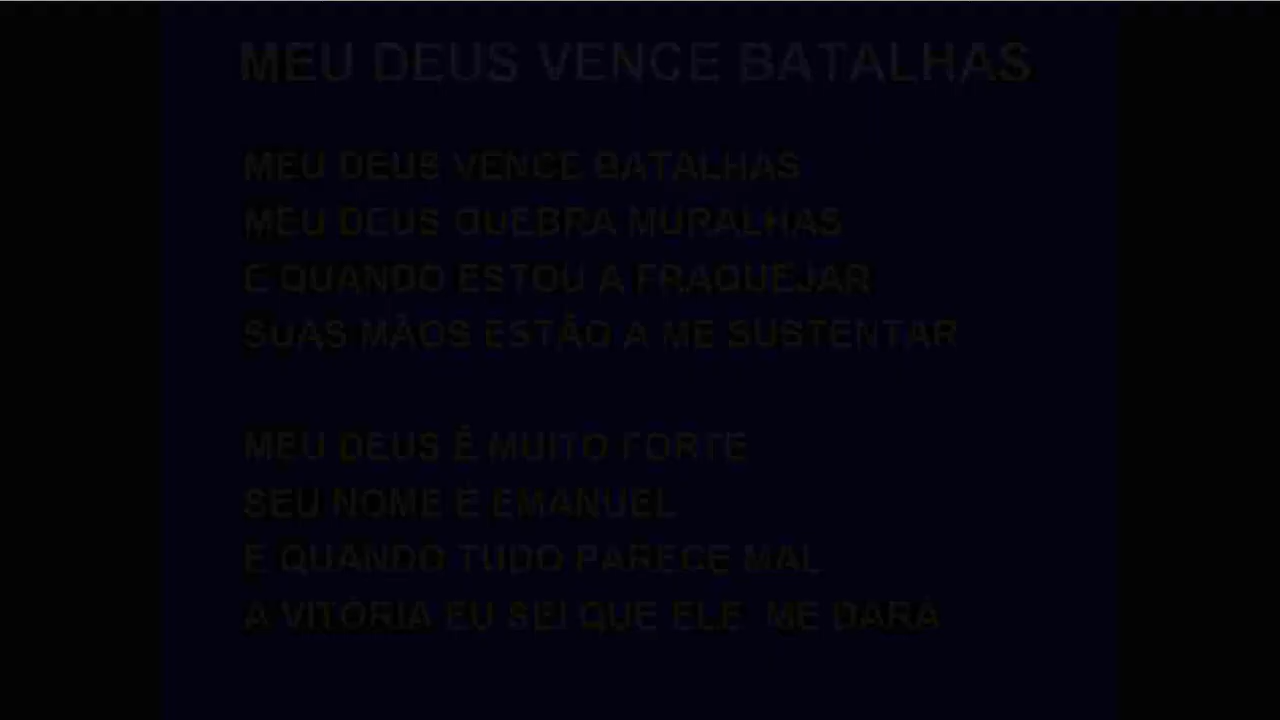 MEU DEUS VENCE BATALHAS
MEU DEUS VENCE BATALHAS
MEU DEUS QUEBRA MURALHAS
E QUANDO ESTOU A FRAQUEJAR
SUAS MÃOS ESTÃO A ME SUSTENTAR
MEU DEUS É MUITO FORTE
SEU NOME É EMANUEL
E QUANDO TUDO PARECE MAL
A VITÓRIA EU SEI QUE ELE ME DARÁ